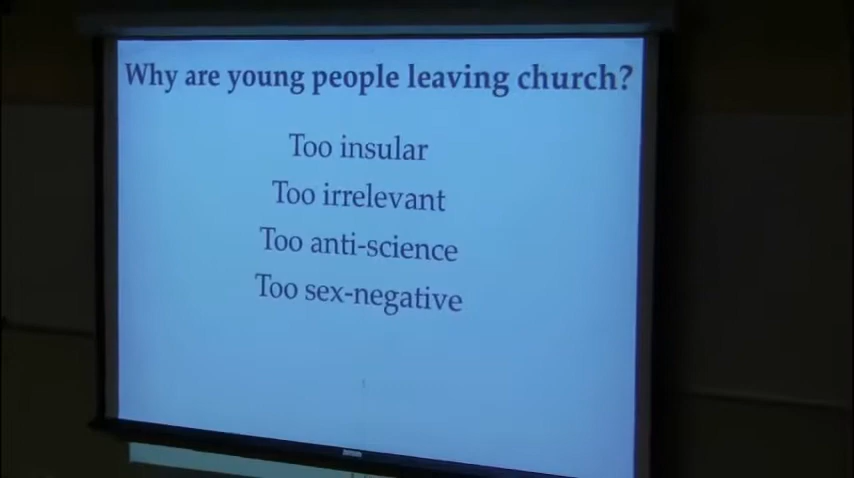 Why are young people leaving church?
Too insular
Too irrelevant
Too anti-science
Too sex-negative